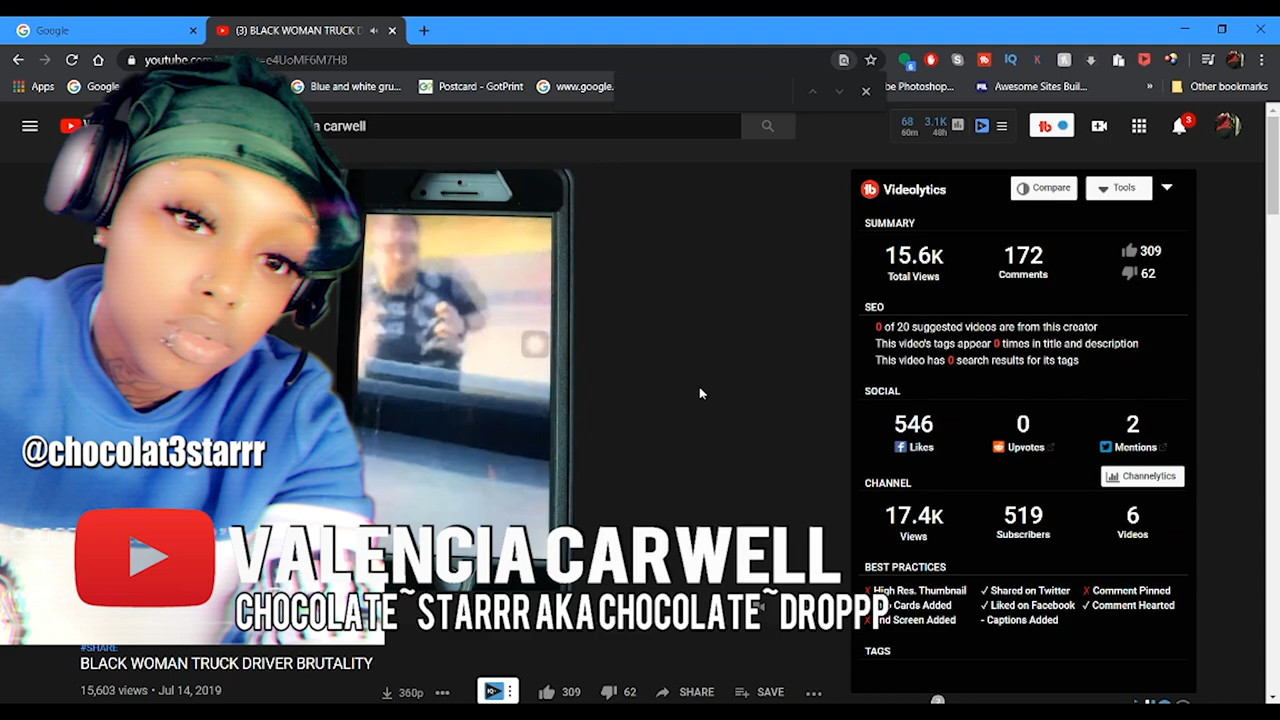 Google
(3) BLACK WOMAN TRUCK D
youtube.com
=e4UoMF6M7H8
Apps
Google
Blue and white gru...
Postcard - GotPrint
www.google.
be Photoshop...
Awesome Sites Buil...
»
Other bookmarks
a carwell
68
60m
3.1K
48h
3
Videolytics
Compare
Tools
SUMMARY
15.6K
Total Views
172
Comments
309
62
SEO
0 of 20 suggested videos are from this creator
This video's tags appear 0 times in title and description
This video has 0 search results for its tags
SOCIAL
546
Likes
0
Upvotes
2
Mentions
Channelytics
CHANNEL
17.4K
Views
519
Subscribers
6
Videos
BEST PRACTICES
High Res. Thumbnail
✓ Shared on Twitter
✗ Comment Pinned
Cards Added
✓ Liked on Facebook
✓ Comment Hearted
End Screen Added
- Captions Added
TAGS
@chocolat3starrr
VALENCIA CARWELL
CHOCOLATE~STARRR AKA CHOCOLATE~DROPPP
#SHARE
BLACK WOMAN TRUCK DRIVER BRUTALITY
15,603 views • Jul 14, 2019
360p
309
62
SHARE
SAVE